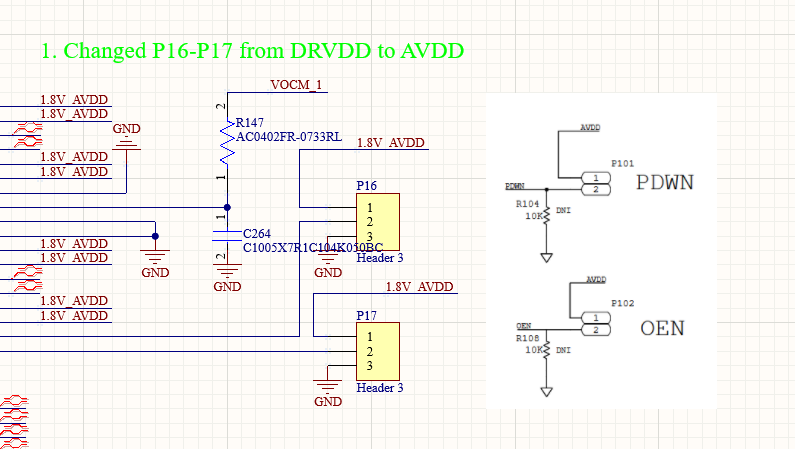 1. Changed P16-P17 from DRVDD to AVDD
VOCM_1
1.8V_AVDD
1.8V_AVDD
GND
2
R147
AC0402FR-0733RL
1
1.8V_AVDD
1.8V_AVDD
1.8V_AVDD
P16
1
2
3
Header 3
GND
1
C264
C1005X7R1C104K050BC
2
GND
GND
1.8V_AVDD
1.8V_AVDD
1.8V_AVDD
1.8V_AVDD
1.8V_AVDD
P17
1
2
3
Header 3
GND
AVDD
P101
1
2
PDWN
PDWN
R104
10K
DNI
AVDD
P102
1
2
OEN
OEN
R108
10K
DNI